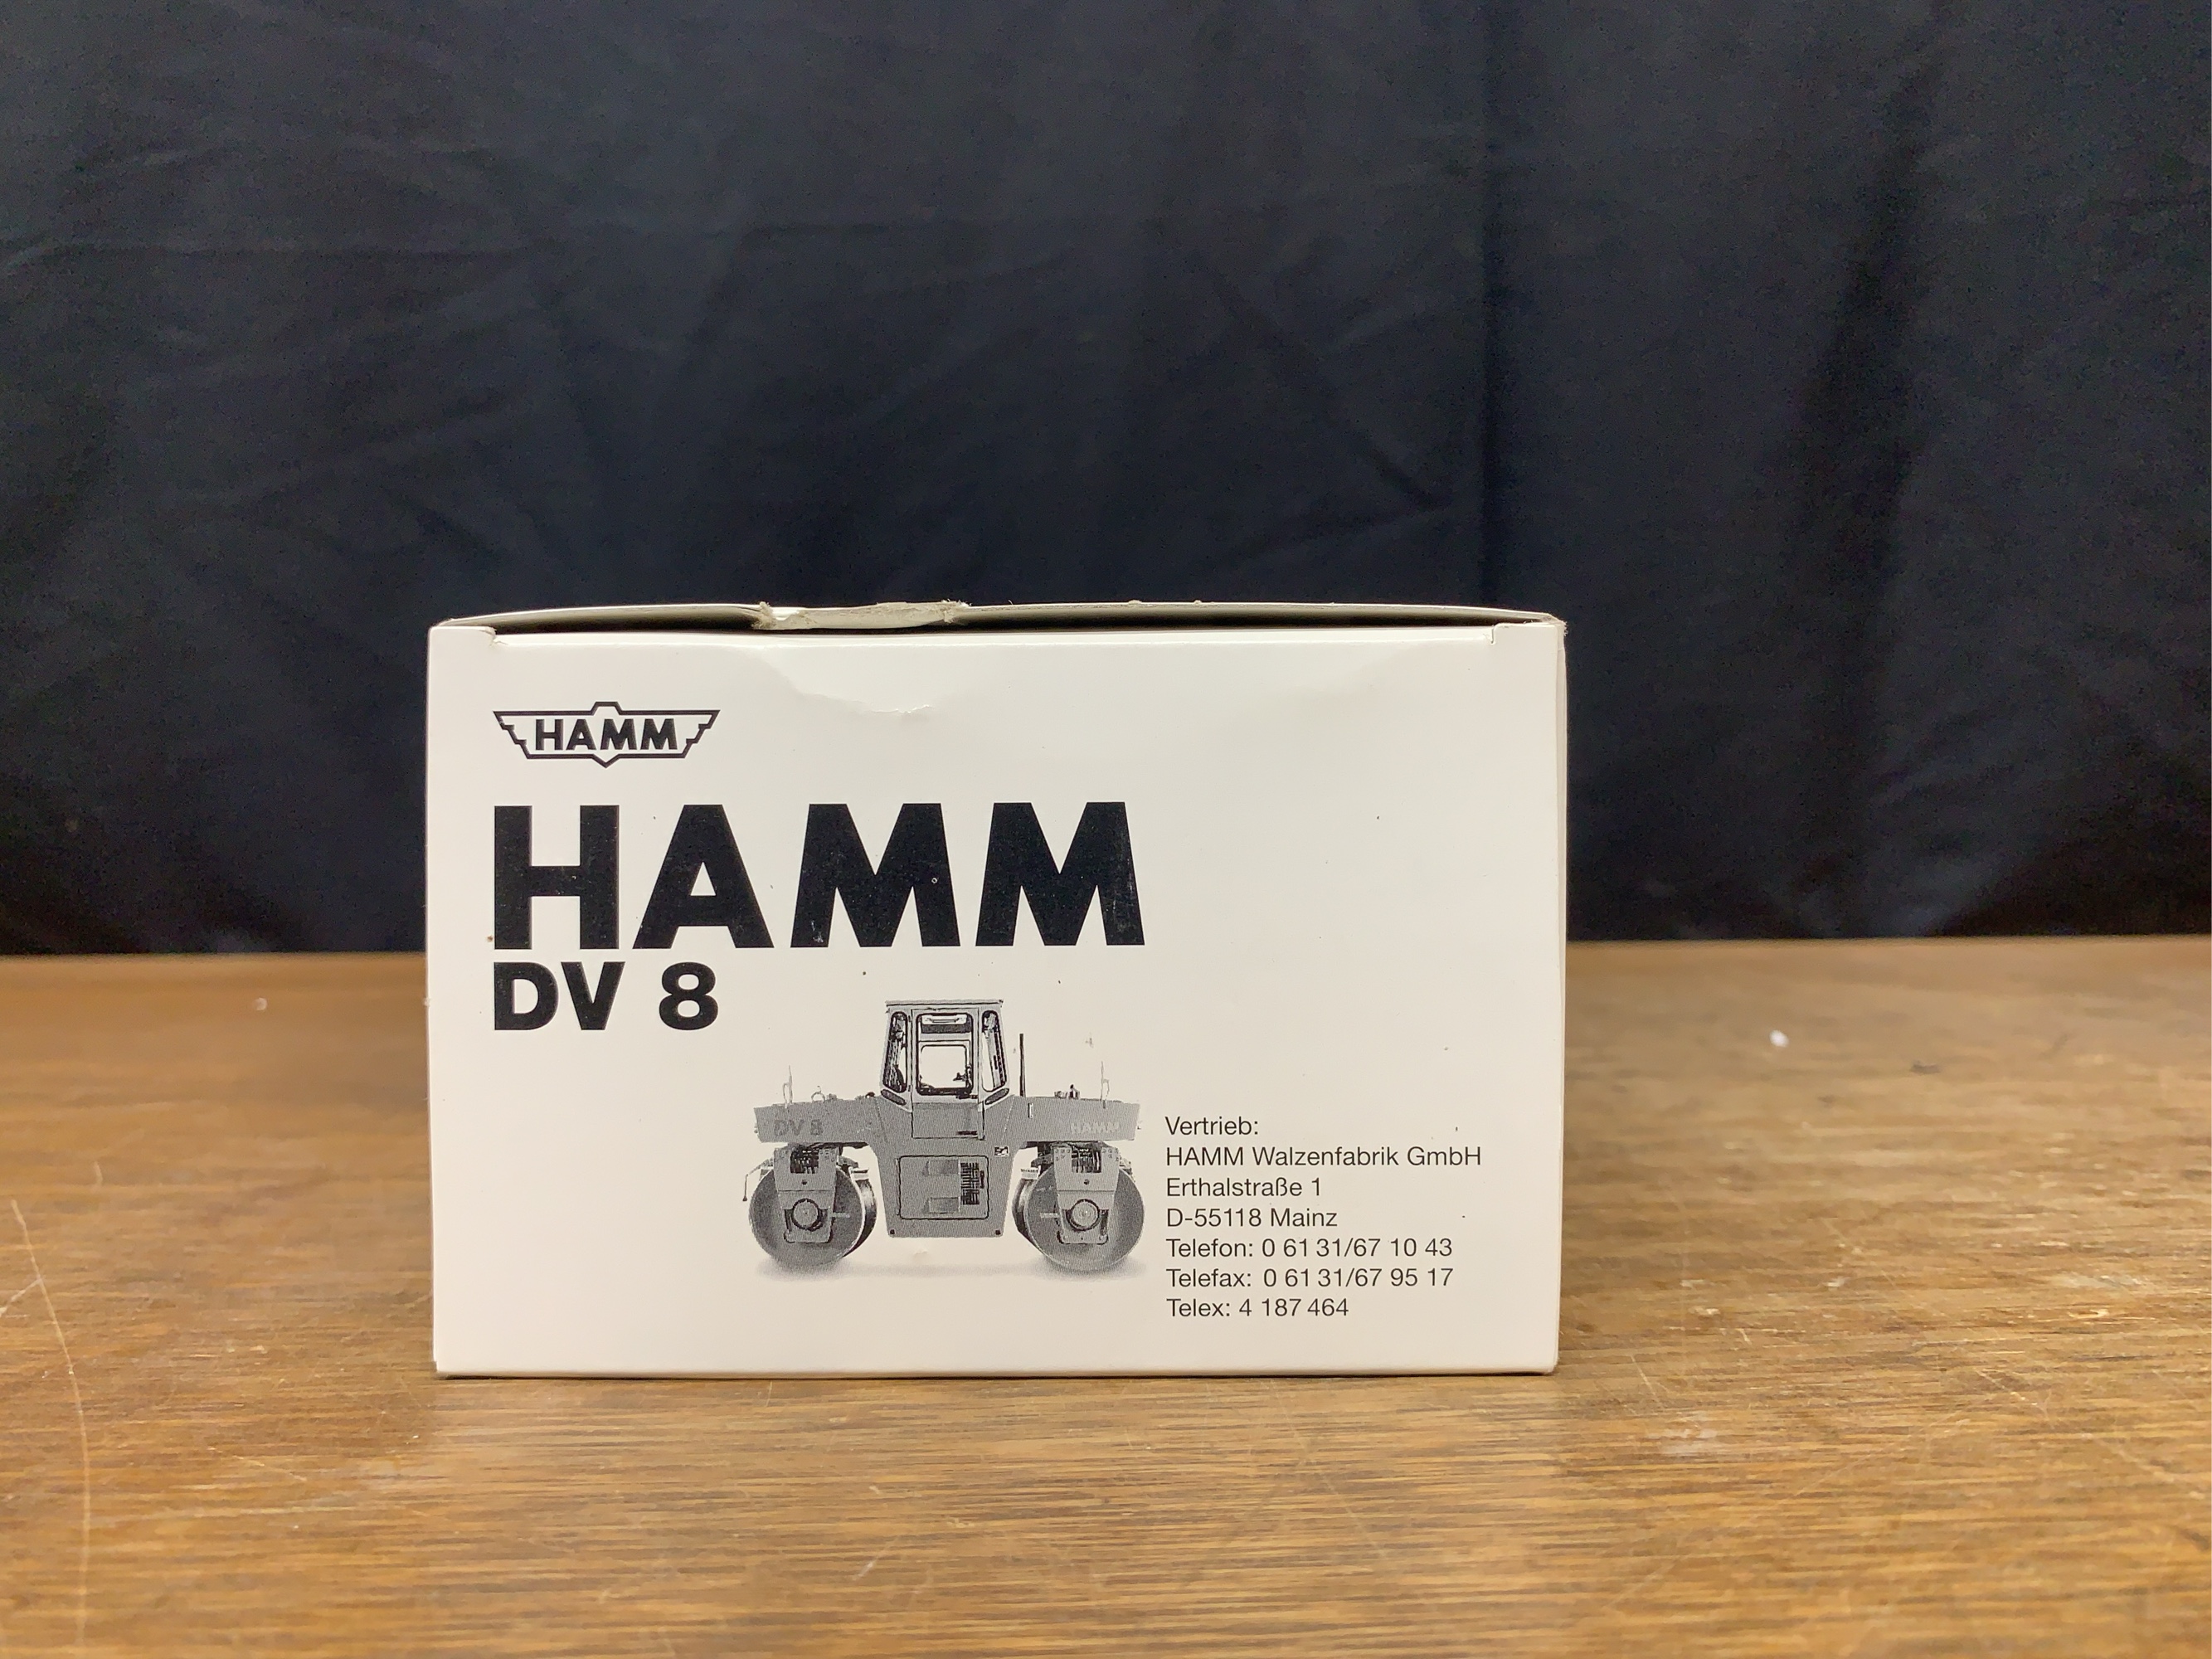 HAMM
HAMM
DV 8
DV 8
HAMM
Vertrieb:
HAMM Walzenfabrik GmbH
Erthalstraße 1
D-55118 Mainz
Telefon: 0 61 31/67 10 43
Telefax: 0 61 31/67 95 17
Telex: 4 187 464